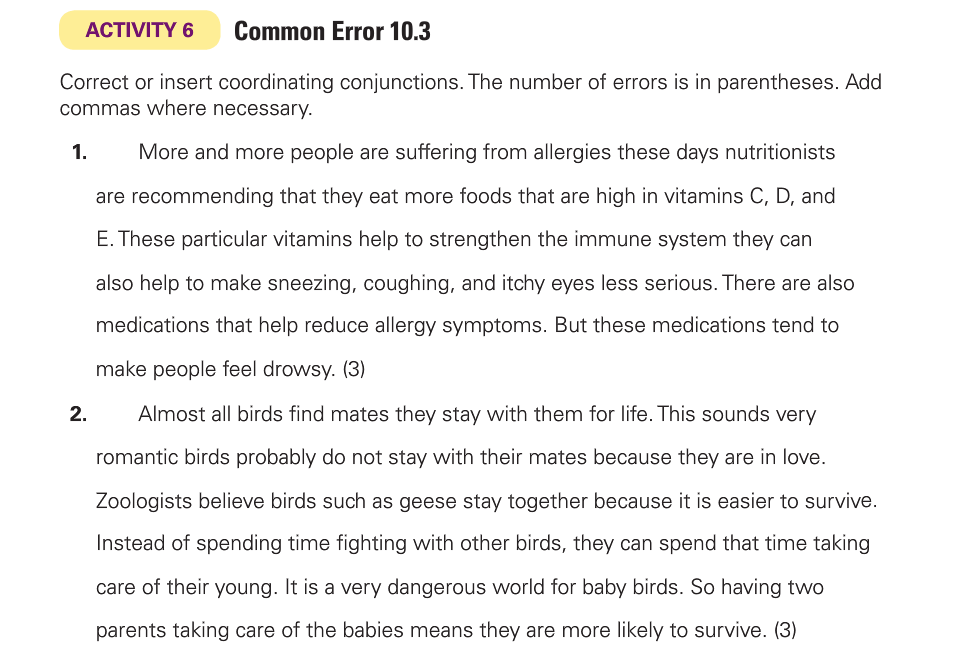 ACTIVITY 6 Common Error 10.3
Correct or insert coordinating conjunctions. The number of errors is in parentheses. Add
commas where necessary.
1. More and more people are suffering from allergies these days nutritionists
are recommending that they eat more foods that are high in vitamins C, D, and
E. These particular vitamins help to strengthen the immune system they can
also help to make sneezing, coughing, and itchy eyes less serious. There are also
medications that help reduce allergy symptoms. But these medications tend to
make people feel drowsy. (3)
2. Almost all birds find mates they stay with them for life. This sounds very
romantic birds probably do not stay with their mates because they are in love.
Zoologists believe birds such as geese stay together because it is easier to survive.
Instead of spending time fighting with other birds, they can spend that time taking
care of their young. It is a very dangerous world for baby birds. So having two
parents taking care of the babies means they are more likely to survive. (3)